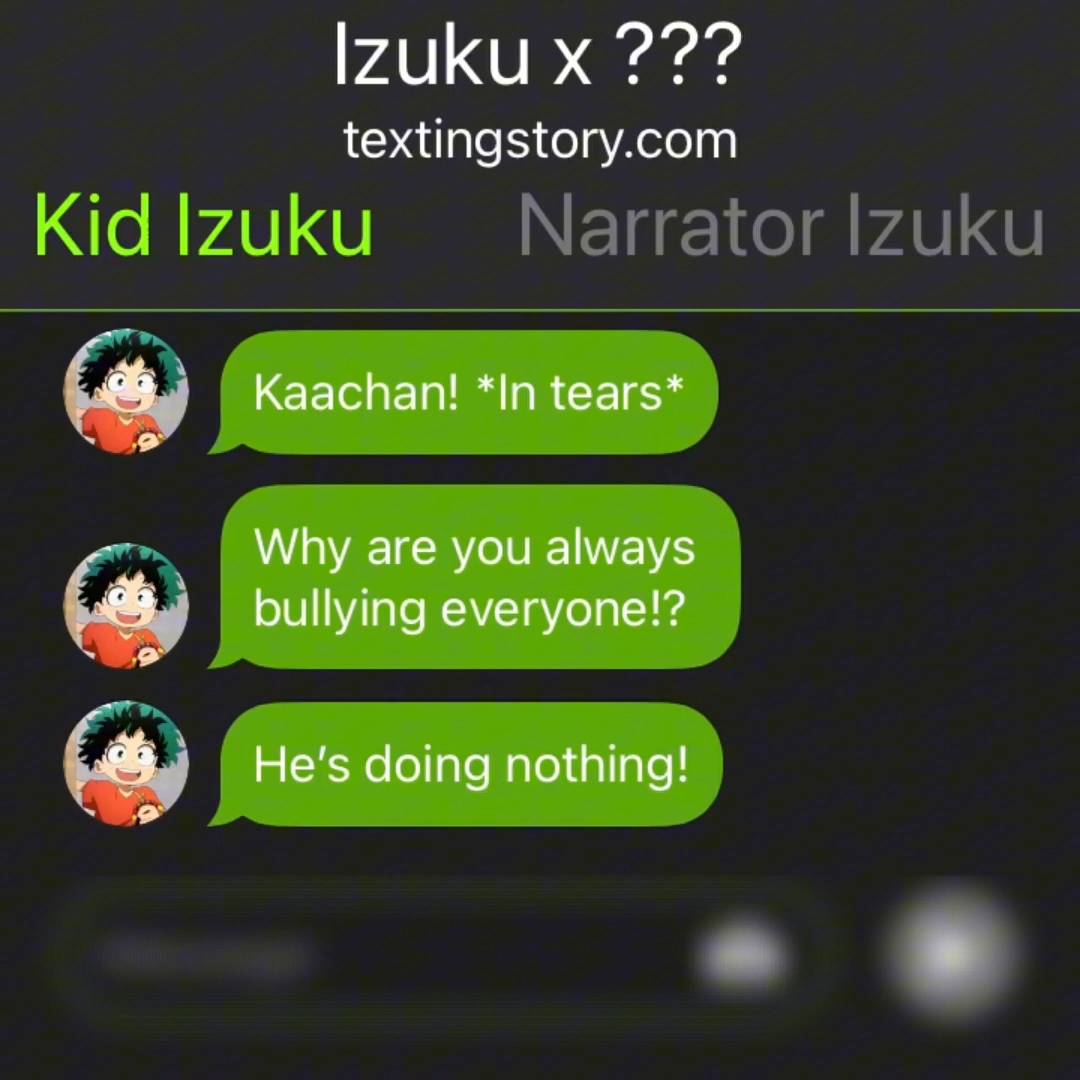 Izuku x ???
textingstory.com
Kid Izuku Narrator Izuku
Kaachan! *In tears*
Why are you always
bullying everyone!?
He’s doing nothing!